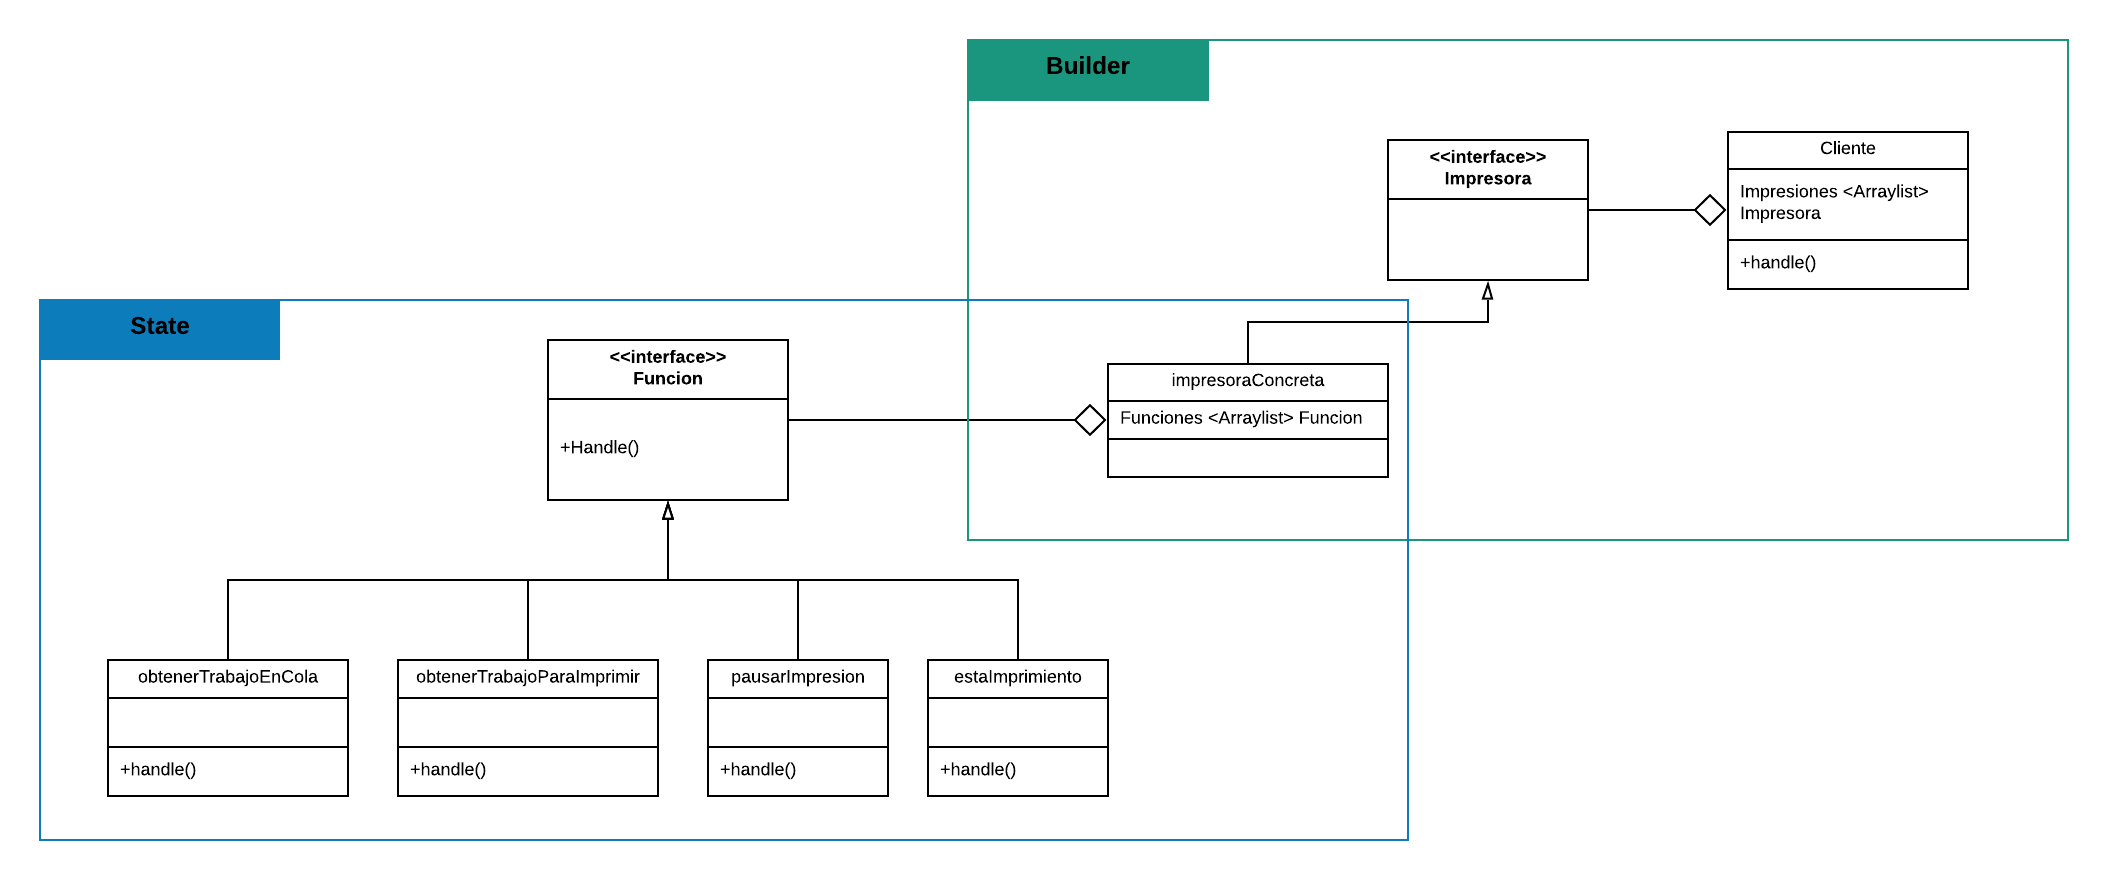 Builder
<<interface>>
Impresora
Cliente
Impresiones <Arraylist>
Impresora
+handle()
State
<<interface>>
Funcion
+Handle()
impresoraConcreta
Funciones <Arraylist> Funcion
obtenerTrabajoEnCola
+handle()
obtenerTrabajoParaImprimir
+handle()
pausarImpresion
+handle()
estaImprimiento
+handle()